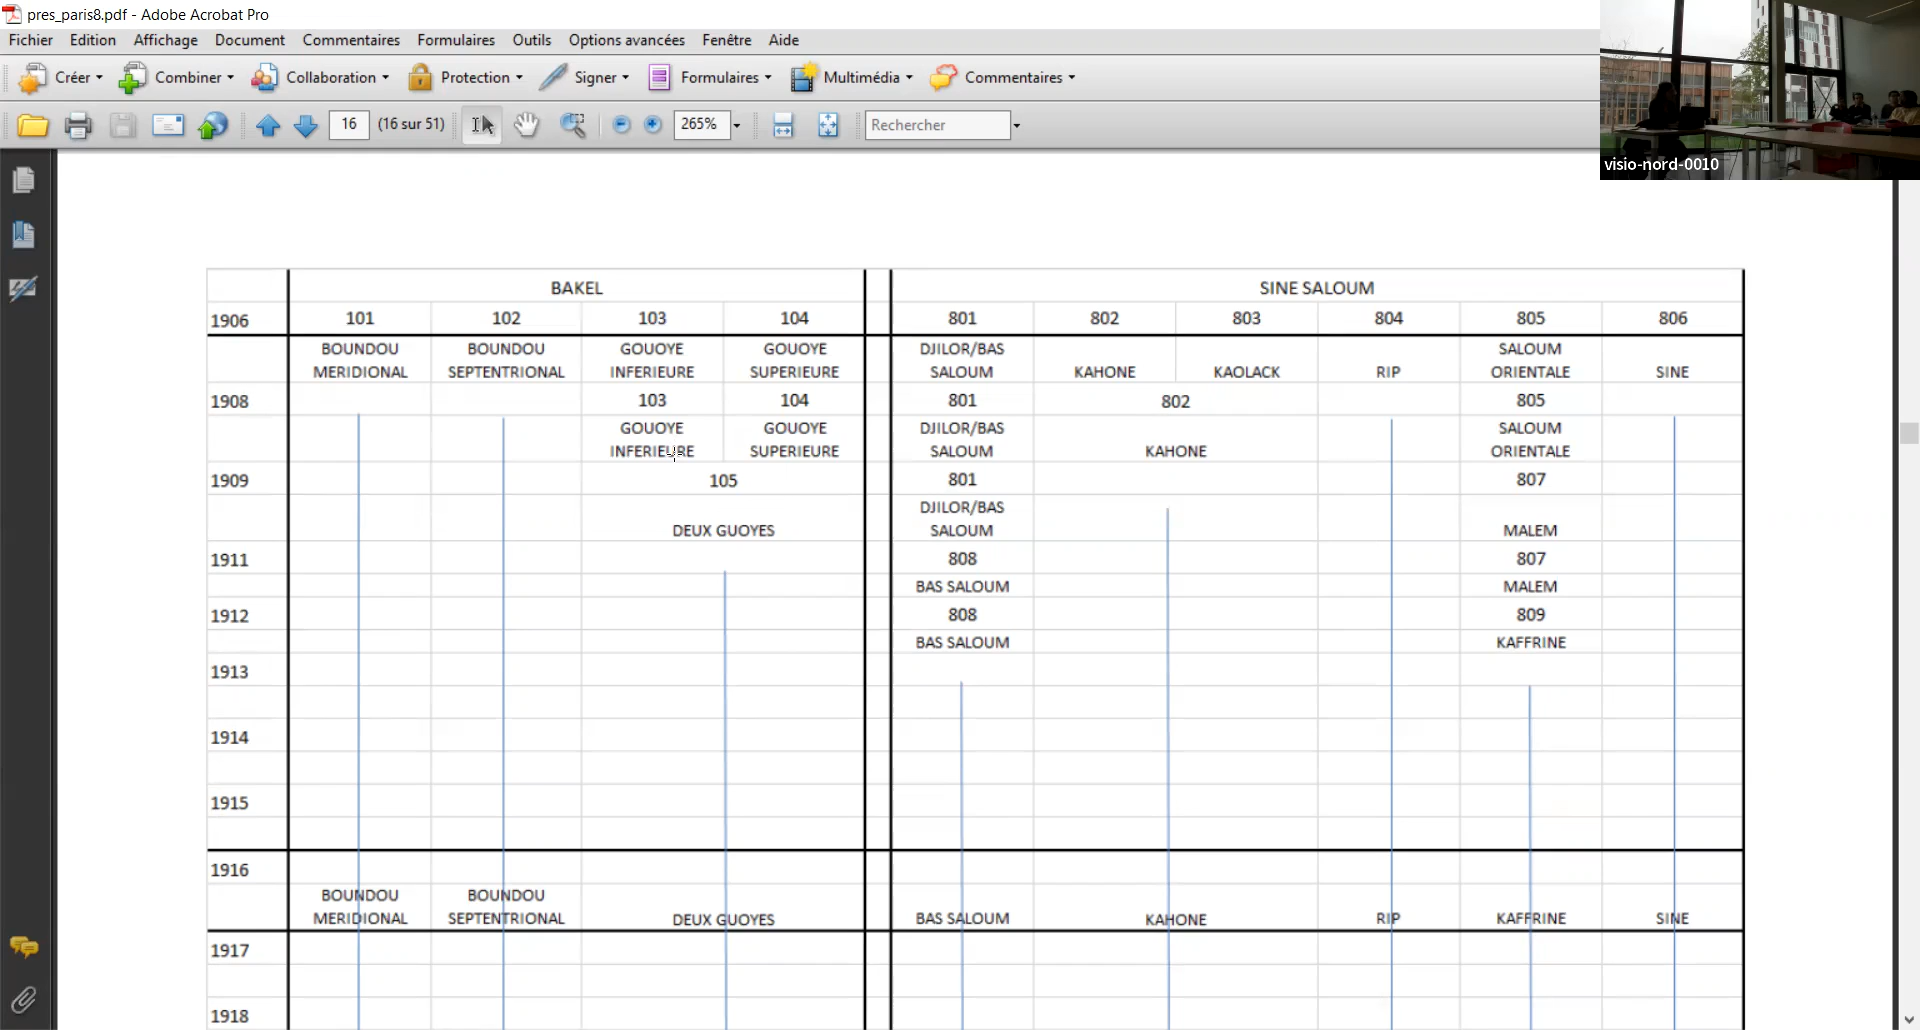 pres_paris8.pdf - Adobe Acrobat Pro
Fichier Edition Affichage Document Commentaires Formulaires Outils Options avancées Fenêtre Aide
Créer Combiner Collaboration Protection Signer Formulaires Multimédia Commentaires
16 (16 sur 51) 265% Rechercher
visio-nord-0010
BAKEL SINE SALOUM
1906 101 102 103 104 801 802 803 804 805 806
BOUNDOU BOUNDOU GOUOYE GOUOYE DJILOR/BAS SALOUM
MERIDIONAL SEPTENTRIONAL INFERIEURE SUPERIEURE SALOUM KAHONE KAOLACK RIP ORIENTALE SINE
1908 103 104 801 802 805
GOUOYE GOUOYE DJILOR/BAS SALOUM
INFERIEURE SUPERIEURE SALOUM KAHONE ORIENTALE
1909 105 801 807
DJILOR/BAS
DEUX GUOYES SALOUM MALEM
1911 808 807
BAS SALOUM MALEM
1912 808 809
BAS SALOUM KAFFRINE
1913
1914
1915
1916
BOUNDOU BOUNDOU
MERIDIONAL SEPTENTRIONAL DEUX GUOYES BAS SALOUM KAHONE RIP KAFFRINE SINE
1917
1918